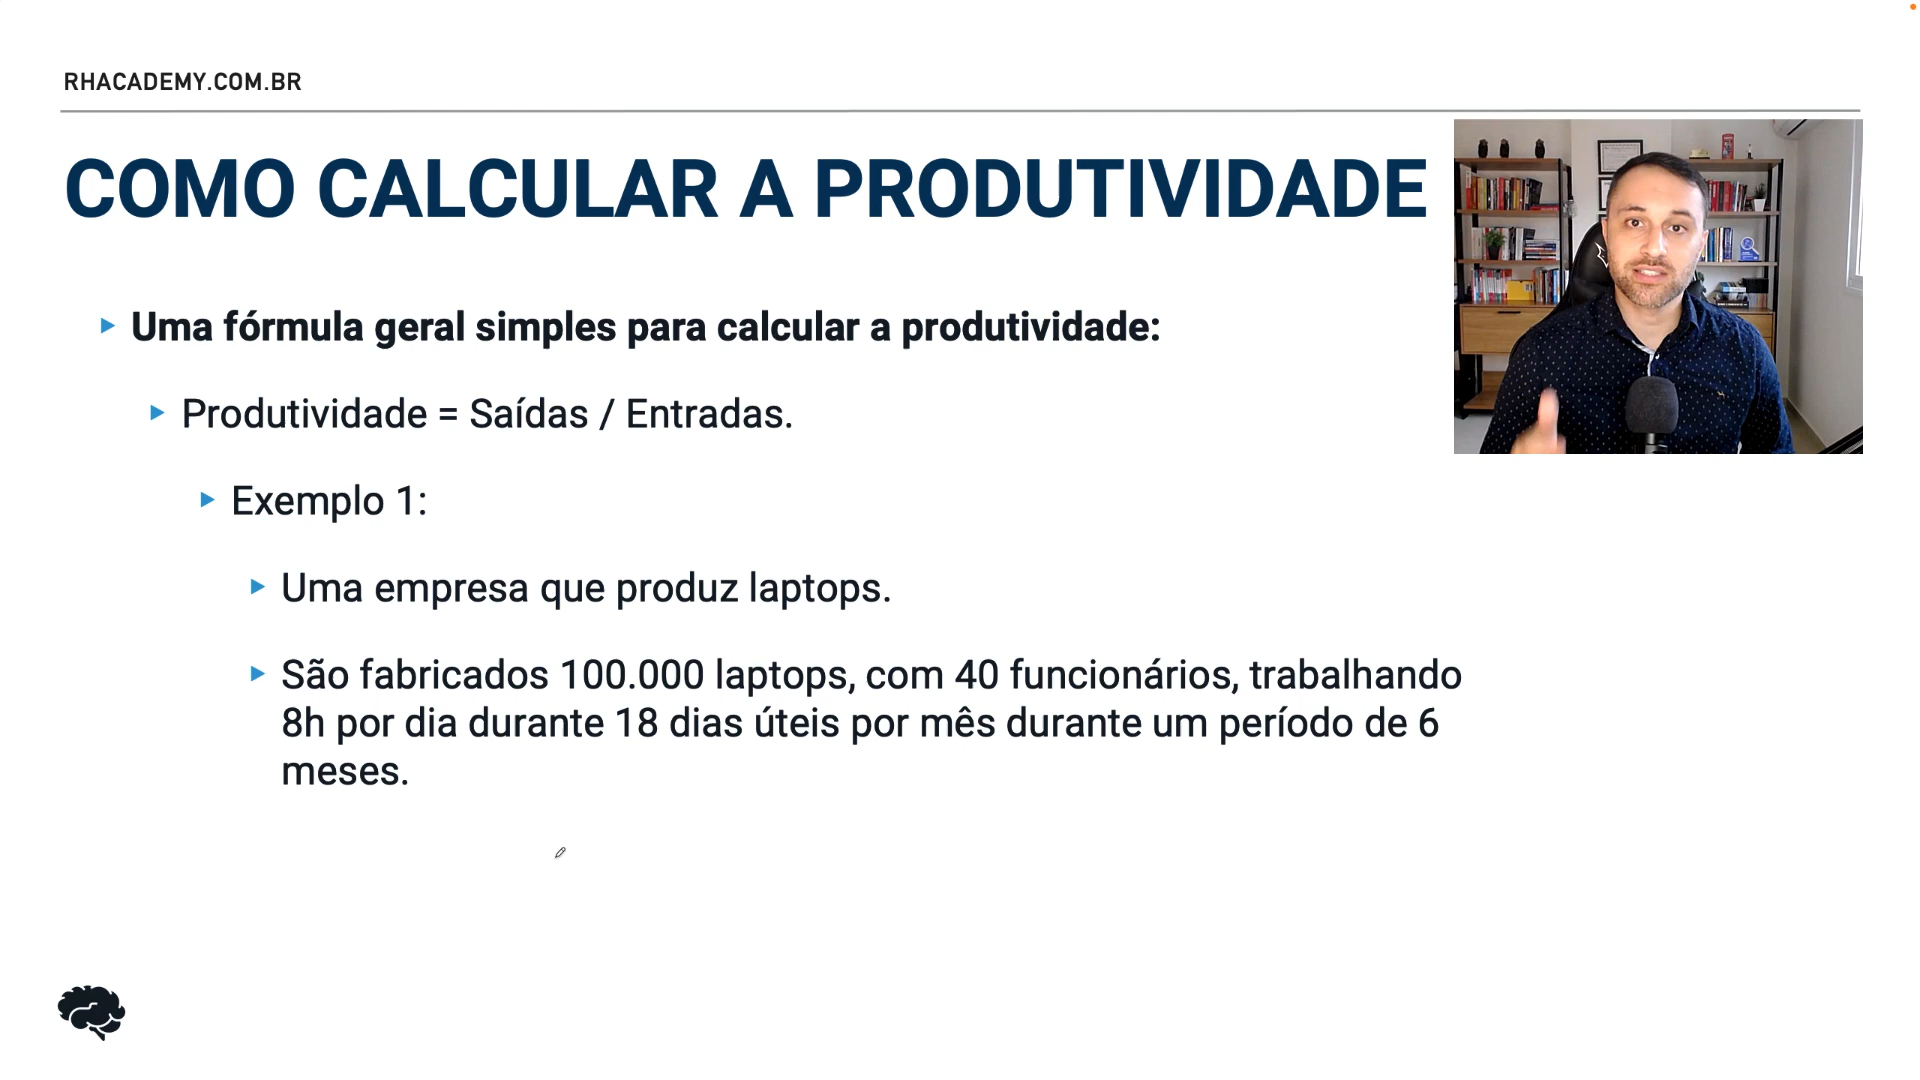 RHACADEMY.COM.BR
COMO CALCULAR A PRODUTIVIDADE
Uma fórmula geral simples para calcular a produtividade:
Produtividade = Saídas / Entradas.
Exemplo 1:
Uma empresa que produz laptops.
São fabricados 100.000 laptops, com 40 funcionários, trabalhando
8h por dia durante 18 dias úteis por mês durante um período de 6
meses.